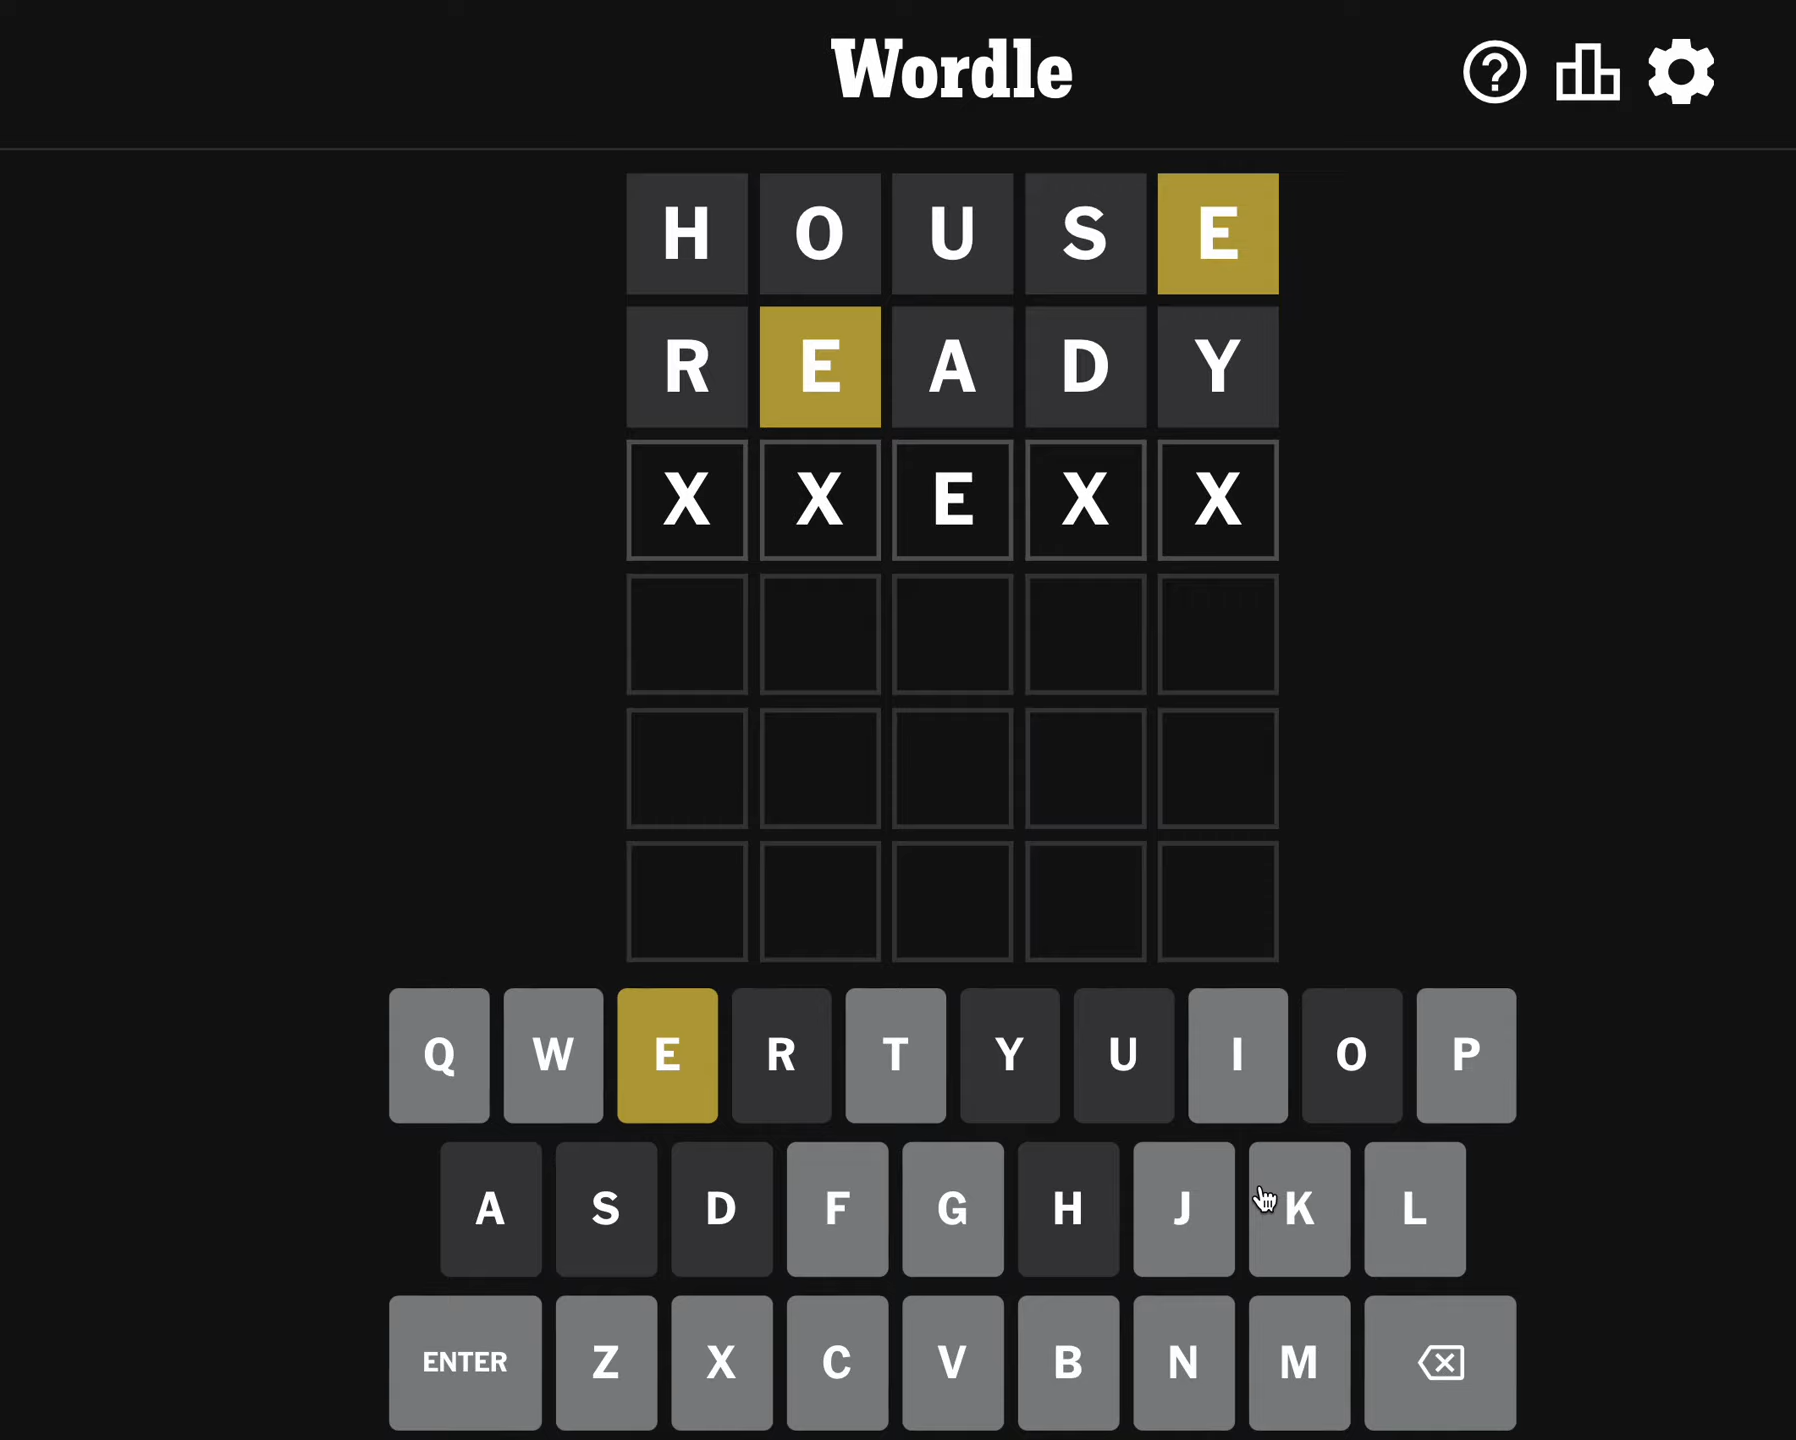 Wordle
?
H O U S E
R E A D Y
X X E X X
Q W E R T Y U I O P
A S D F G H J K L
ENTER Z X C V B N M